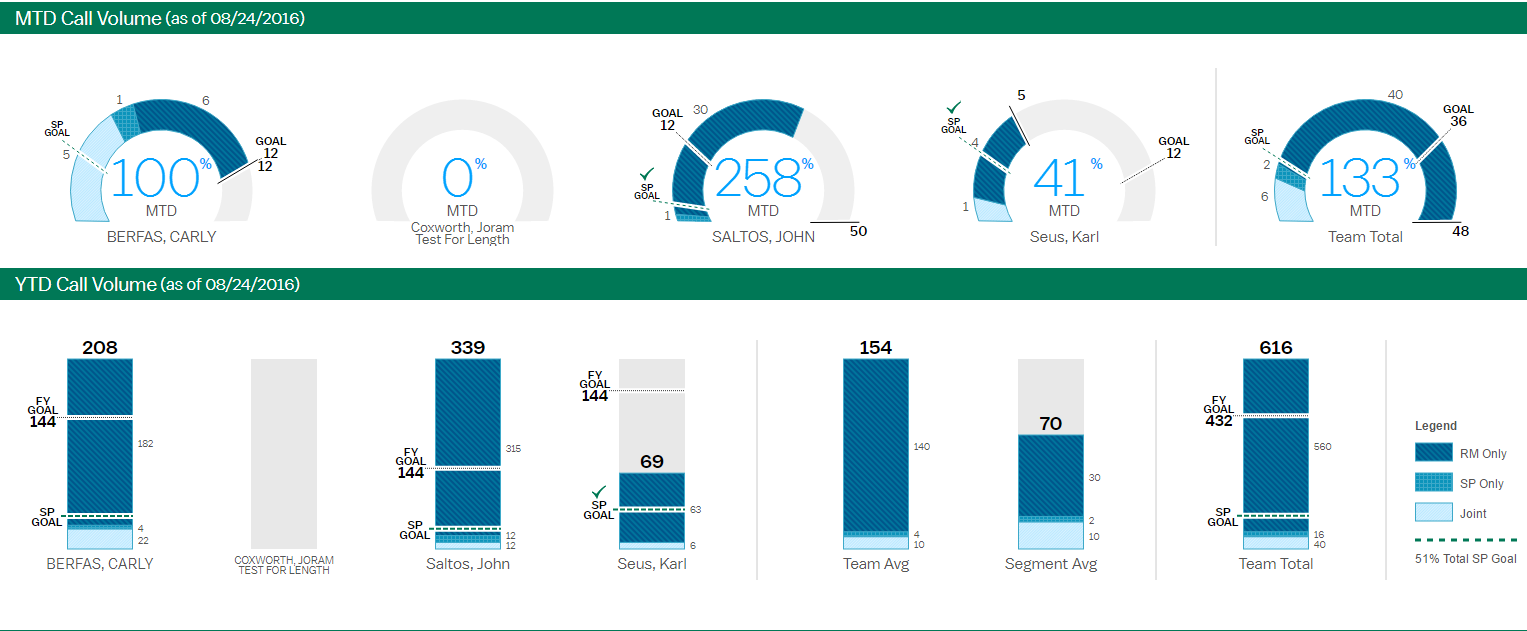 MTD Call Volume (as of 08/24/2016)
1
6
SP
GOAL
5
GOAL
12
12
100%
MTD
BERFAS, CARLY
0%
MTD
Coxworth, Joram
Test For Length
GOAL
12
30
SP
GOAL
1
258%
MTD
50
SALTOS, JOHN
5
SP
GOAL
4
1
GOAL
12
41%
MTD
Seus, Karl
40
GOAL
36
SP
GOAL
2
6
133%
MTD
48
Team Total
YTD Call Volume (as of 08/24/2016)
208
FY
GOAL
144
182
SP
GOAL
4
22
BERFAS, CARLY
COXWORTH, JORAM
TEST FOR LENGTH
339
FY
GOAL
144
315
SP
GOAL
12
12
Saltos, John
FY
GOAL
144
69
SP
GOAL
63
6
Seus, Karl
154
140
4
10
Team Avg
70
30
2
10
Segment Avg
616
FY
GOAL
432
560
SP
GOAL
16
40
Team Total
Legend
RM Only
SP Only
Joint
51% Total SP Goal